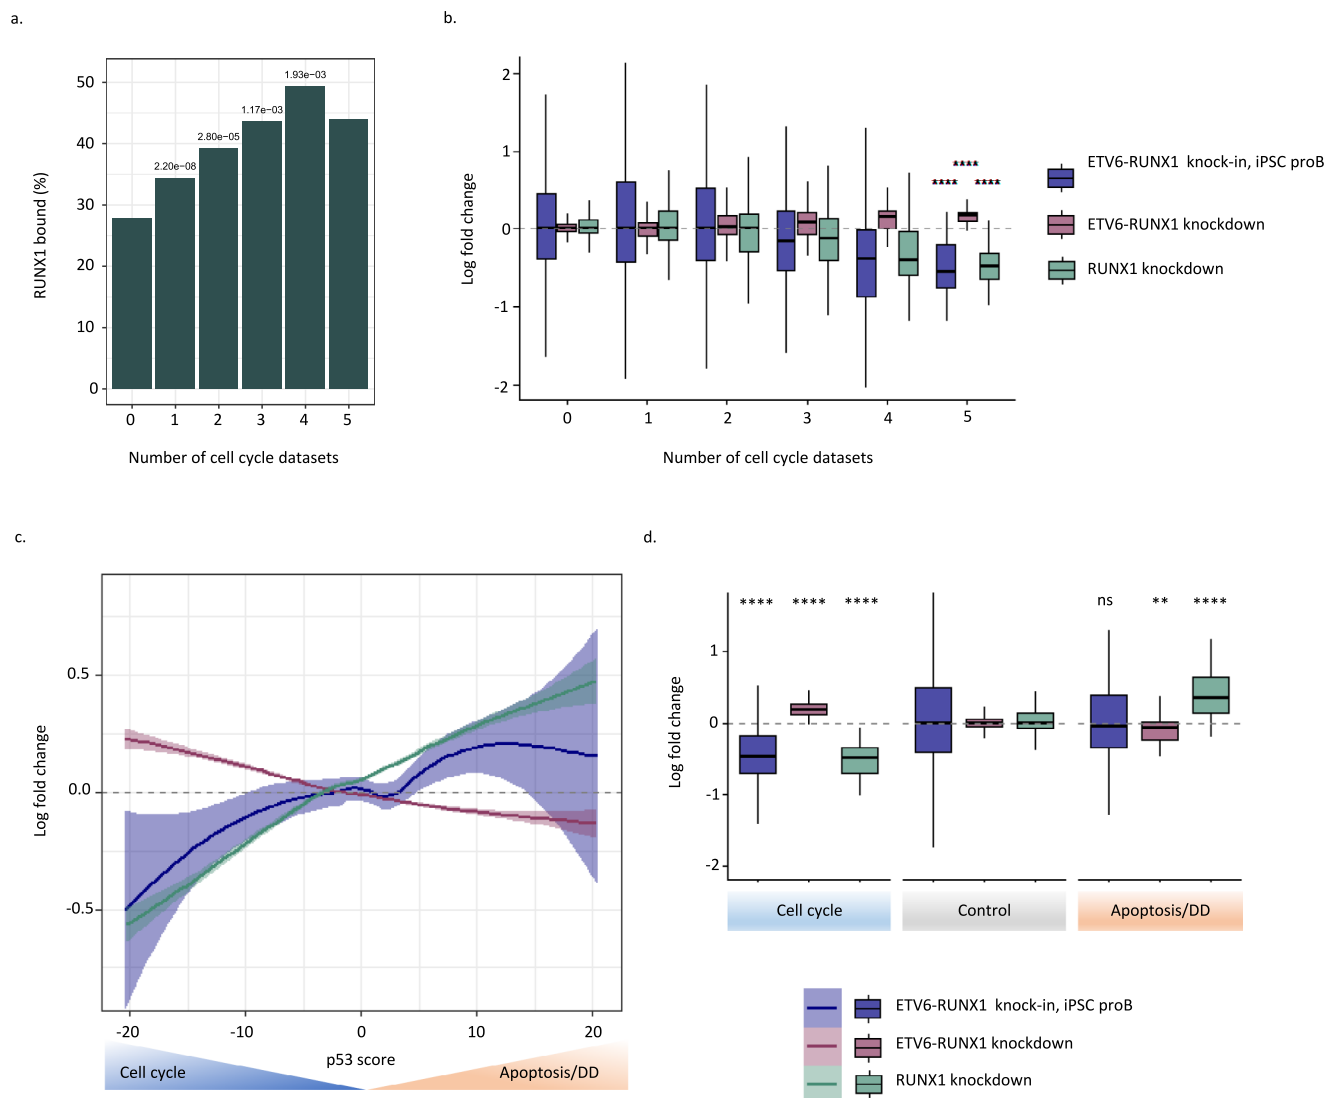 a.
RUNX1 bound (%)
50
40
30
20
10
0
2.20e−08
2.80e−05
1.17e−03
1.93e−03
0 1 2 3 4 5
Number of cell cycle datasets
b.
Log fold change
2
1
0
-1
-2
****
****
****
0 1 2 3 4 5
Number of cell cycle datasets
ETV6-RUNX1 knock-in, iPSC proB
ETV6-RUNX1 knockdown
RUNX1 knockdown
c.
Log fold change
0.5
0.0
-0.5
-20 -10 0 10 20
p53 score
Cell cycle
Apoptosis/DD
d.
Log fold change
1
0
-1
-2
**** **** ****
ns ** ****
Cell cycle
Control
Apoptosis/DD
ETV6-RUNX1 knock-in, iPSC proB
ETV6-RUNX1 knockdown
RUNX1 knockdown